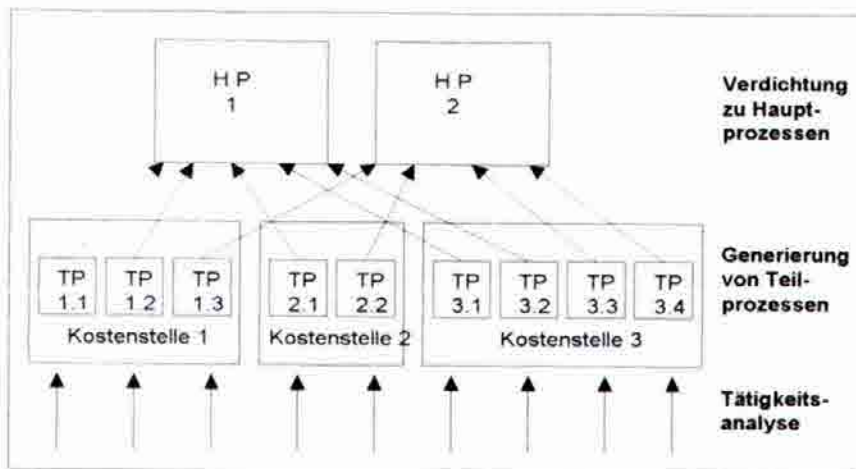 H P
1
H P
2
Verdichtung
zu Haupt-
prozessen
TP
1.1
TP
1.2
TP
1.3
TP
2.1
TP
2.2
TP
3.1
TP
3.2
TP
3.3
TP
3.4
Kostenstelle 1
Kostenstelle 2
Kostenstelle 3
Generierung
von Teil-
prozessen
Tätigkeits-
analyse